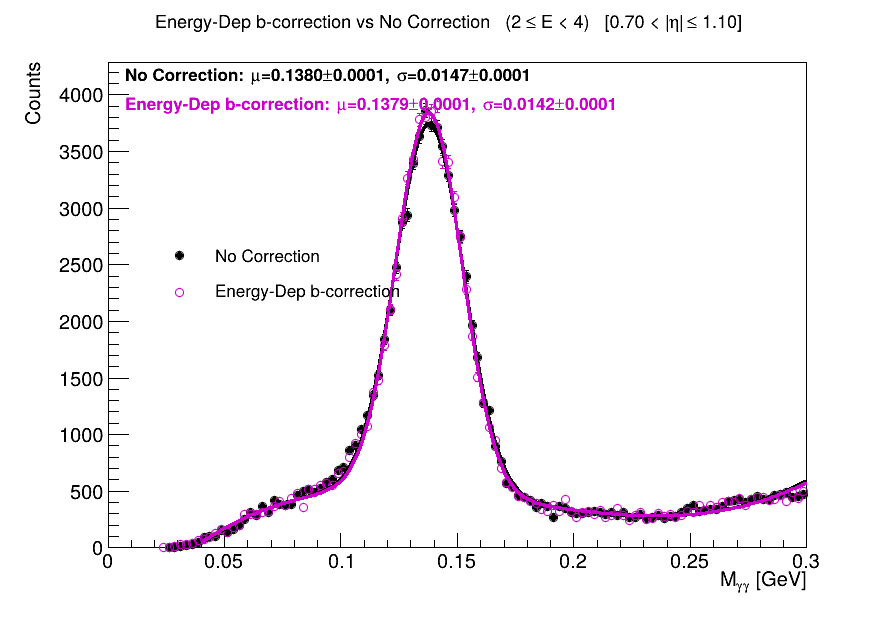 Energy-Dep b-correction vs No Correction (2 ≤ E < 4) [0.70 < |η| ≤ 1.10]
No Correction: μ=0.1380±0.0001, σ=0.0147±0.0001
Energy-Dep b-correction: μ=0.1379±0.0001, σ=0.0142±0.0001
Counts
4000
3500
3000
2500
2000
1500
1000
500
0
No Correction
Energy-Dep b-correction
0 0.05 0.1 0.15 0.2 0.25 0.3
Mγγ [GeV]